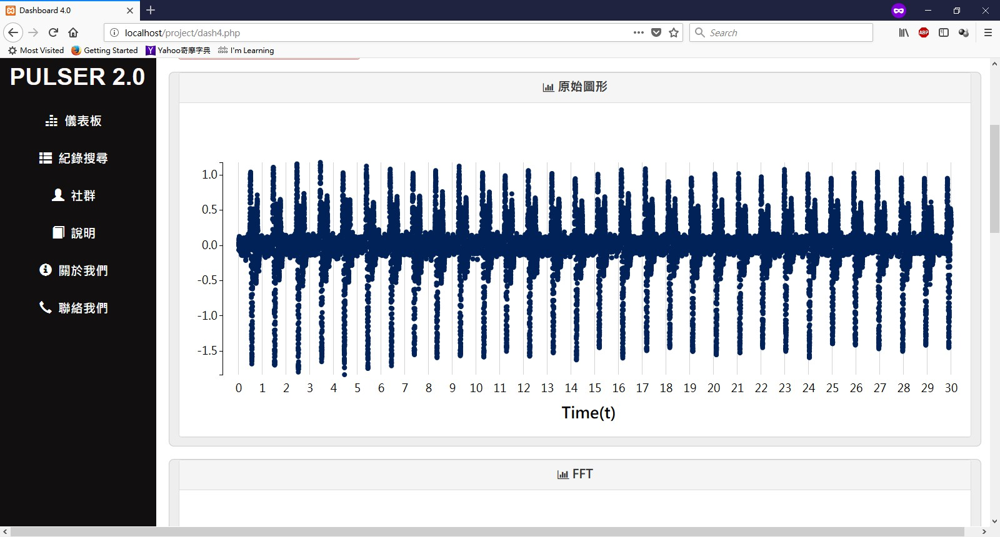 Dashboard 4.0
localhost/project/dash4.php
Search
ABP
Most Visited Getting Started Yahoo奇摩字典 I'm Learning
PULSER 2.0
儀表板
紀錄搜尋
社群
說明
關於我們
聯絡我們
原始圖形
1.0
0.5
0.0
-0.5
-1.0
-1.5
0 1 2 3 4 5 6 7 8 9 10 11 12 13 14 15 16 17 18 19 20 21 22 23 24 25 26 27 28 29 30
Time(t)
FFT